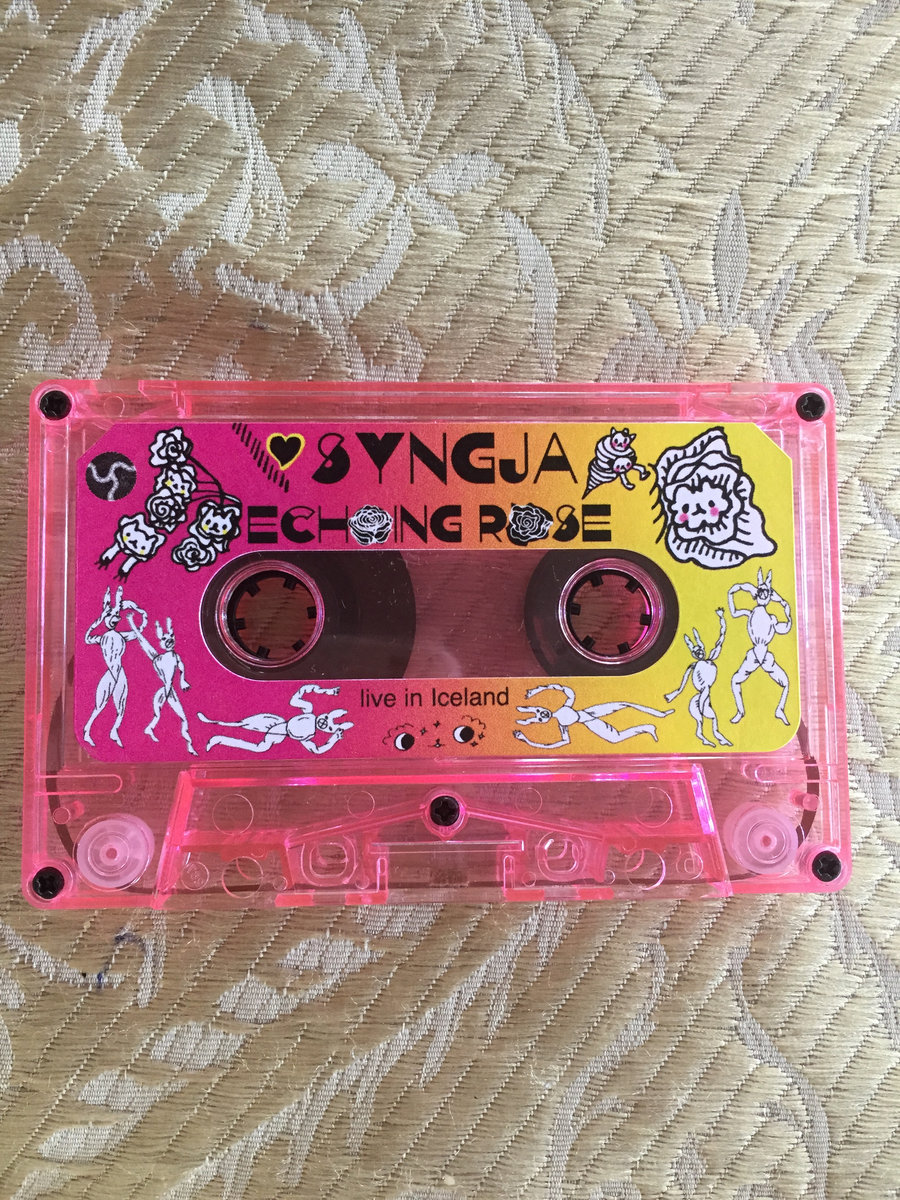 SYNGJA
ECHOING ROSE
live in Iceland